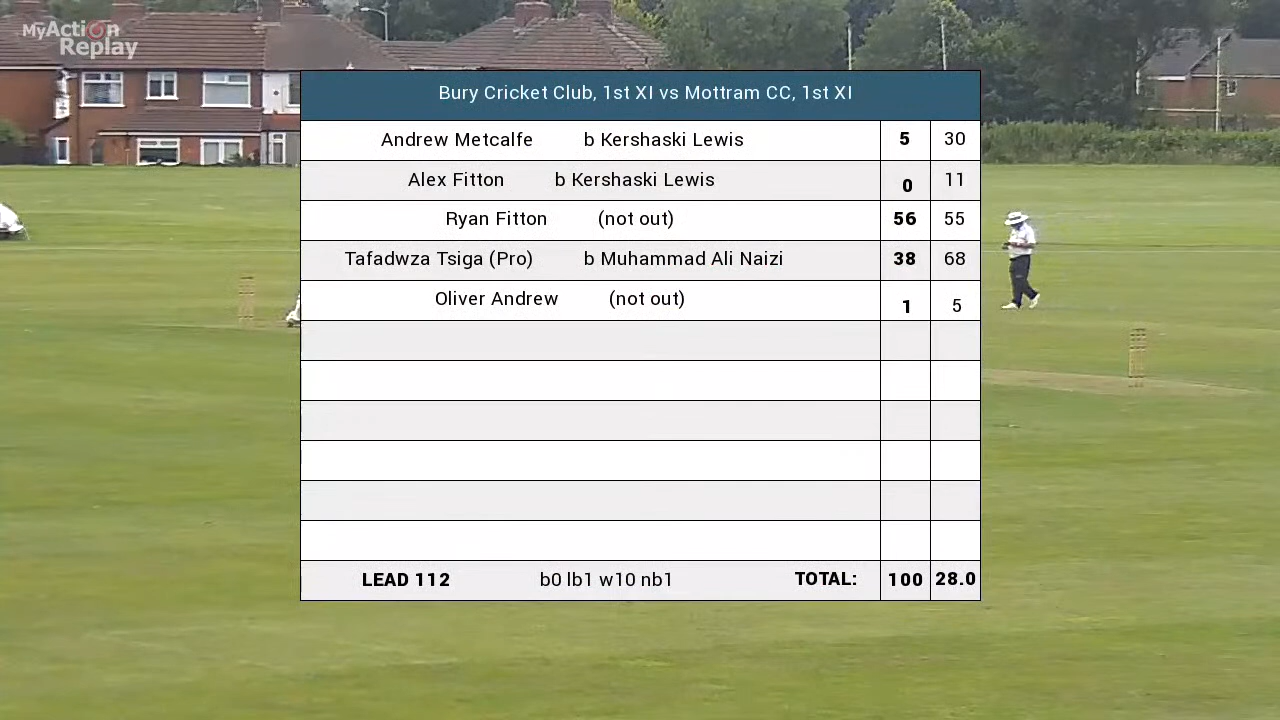 MyAction
Replay
Bury Cricket Club, 1st XI vs Mottram CC, 1st XI
Andrew Metcalfe b Kershaski Lewis 5 30
Alex Fitton b Kershaski Lewis 0 11
Ryan Fitton (not out) 56 55
Tafadwza Tsiga (Pro) b Muhammad Ali Naizi 38 68
Oliver Andrew (not out) 1 5
LEAD 112 b0 lb1 w10 nb1 TOTAL: 100 28.0